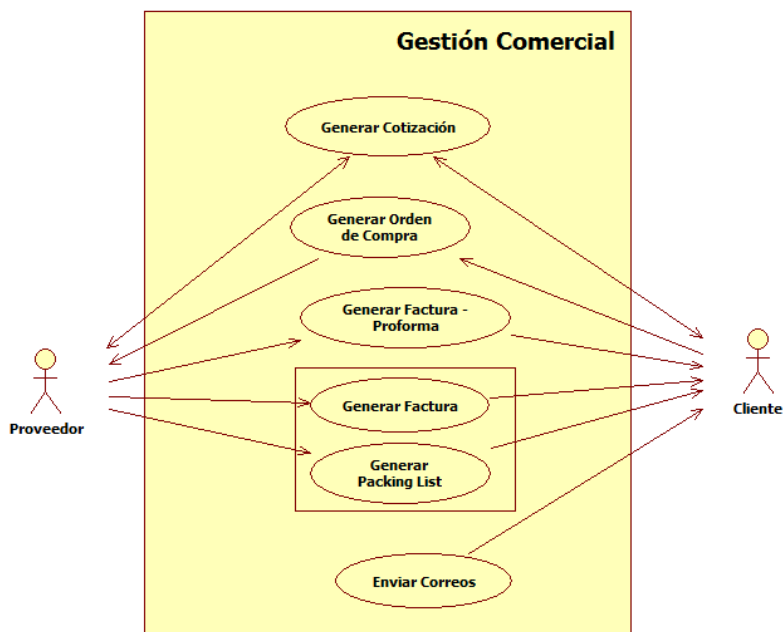 Gestión Comercial
Generar Cotización
Generar Orden
de Compra
Generar Factura -
Proforma
Generar Factura
Generar
Packing List
Enviar Correos
Proveedor
Cliente